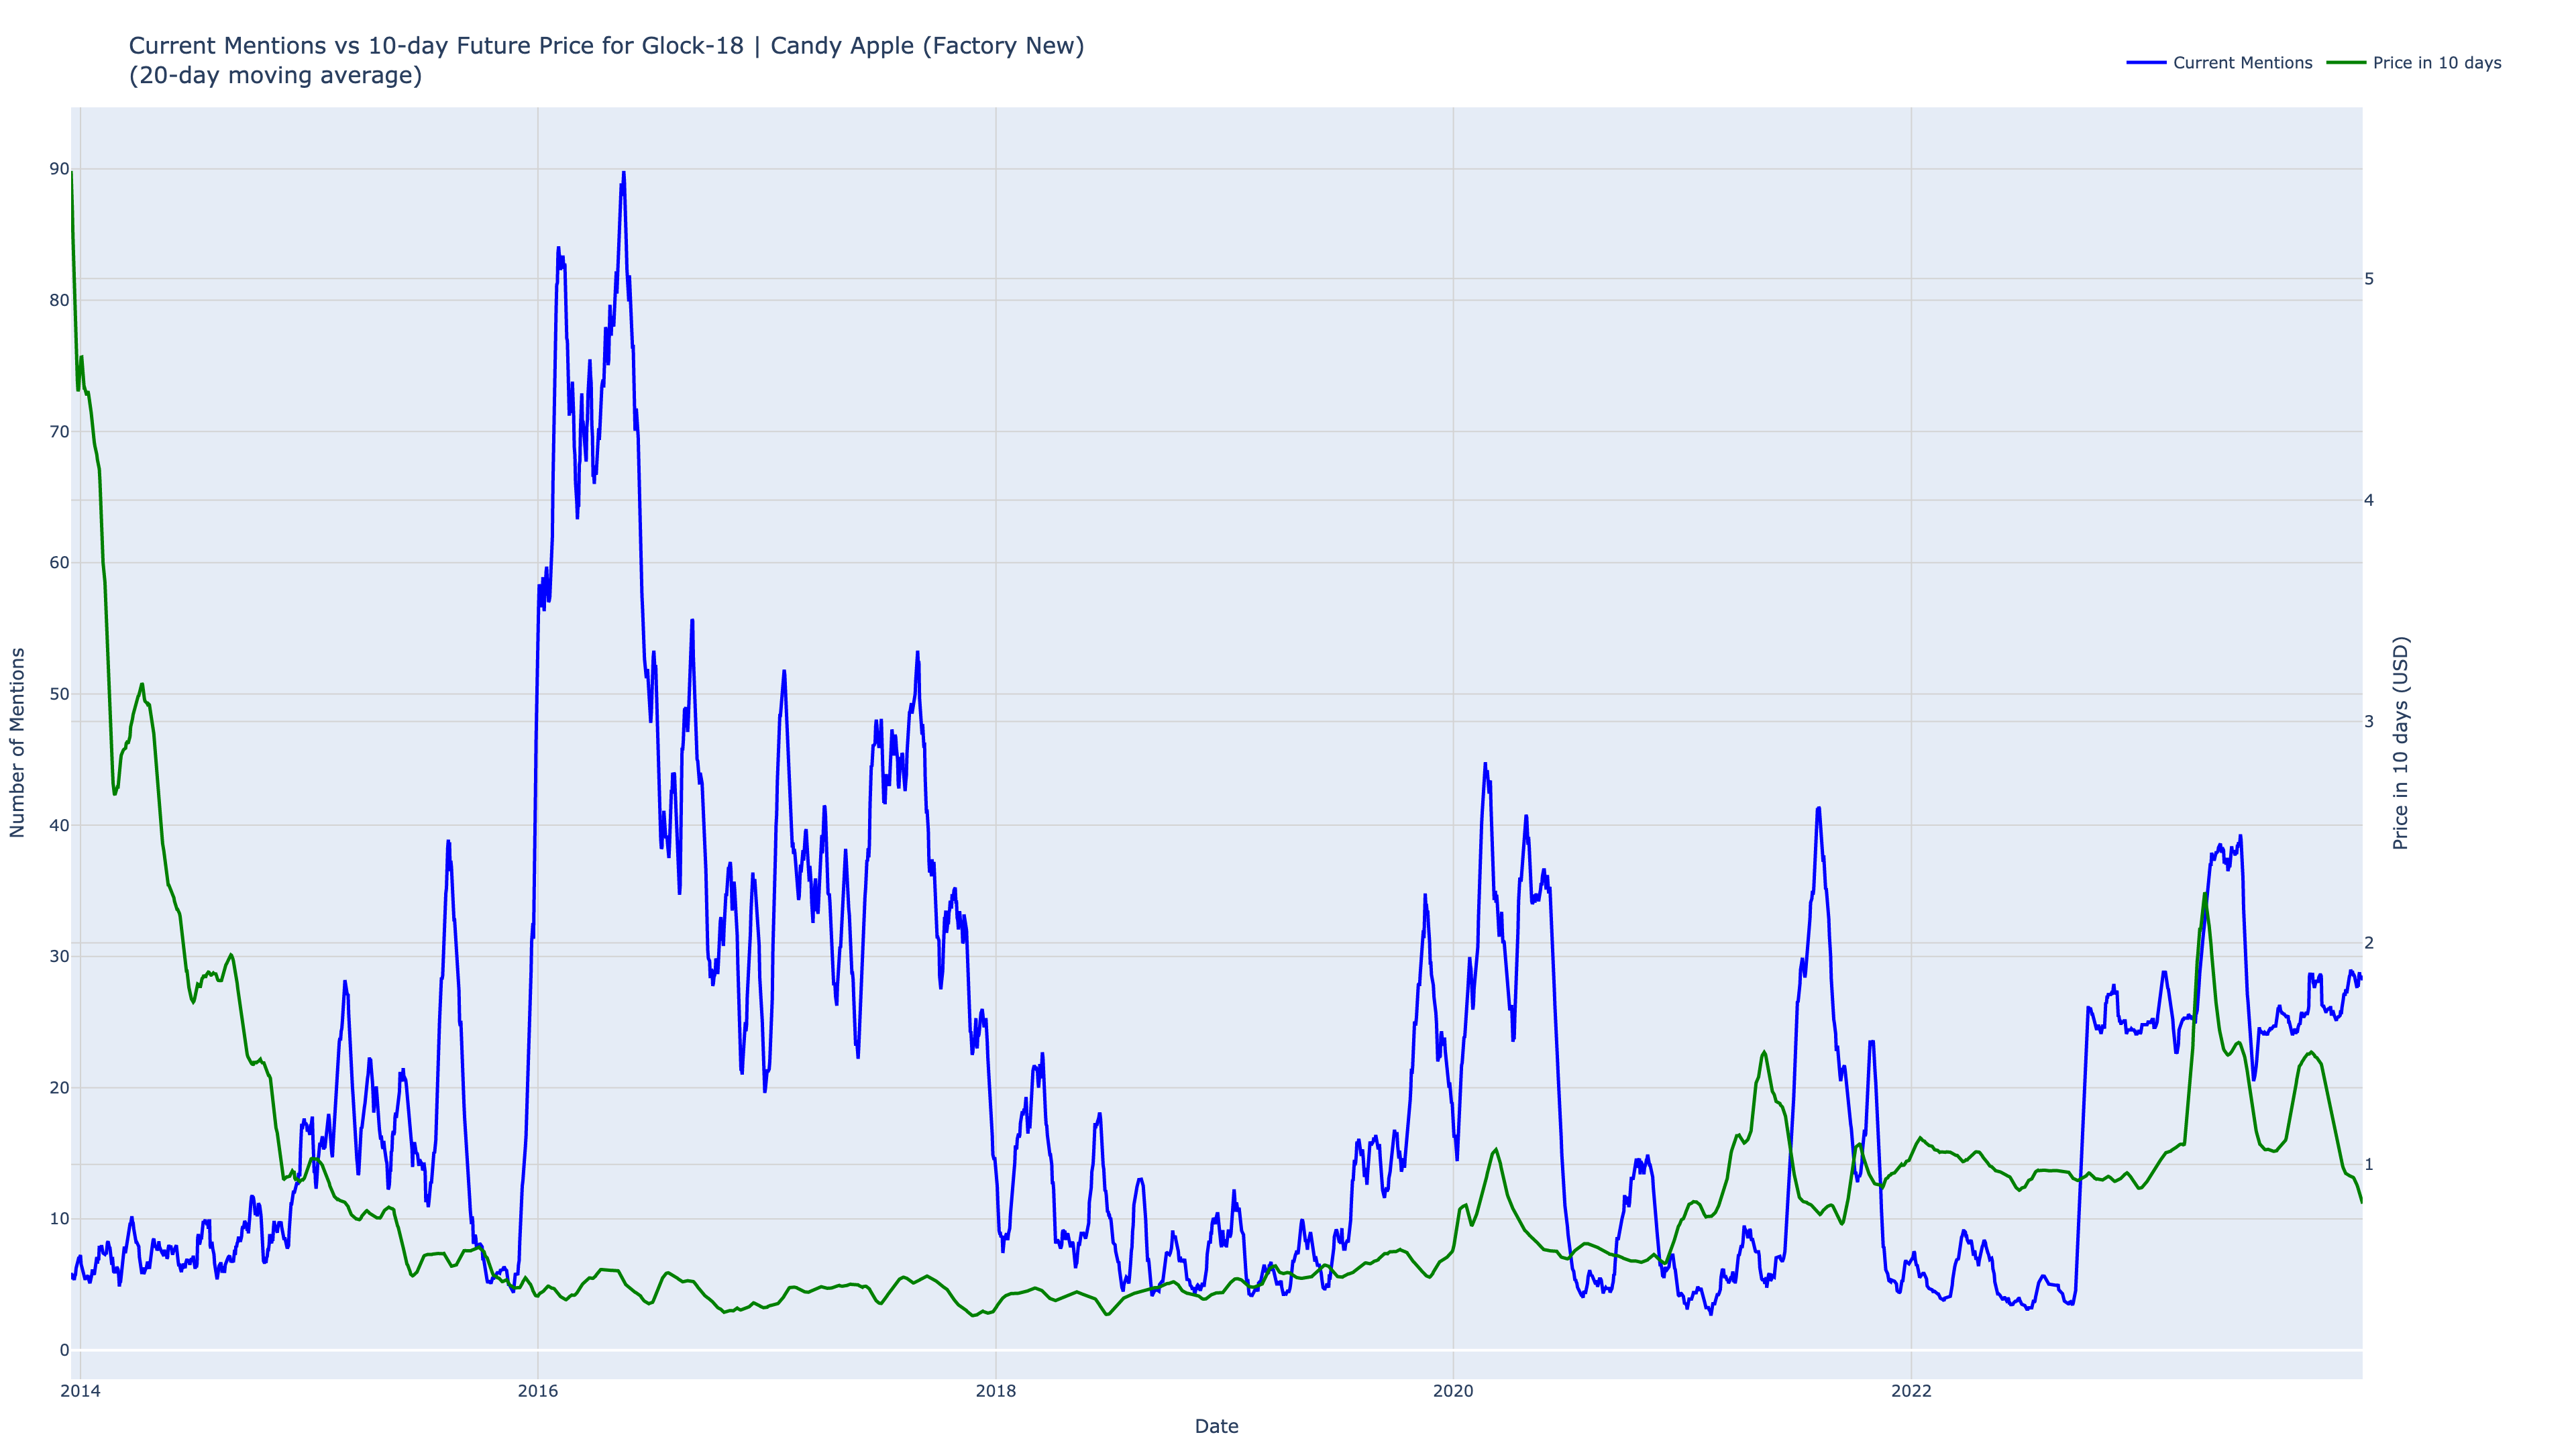 Current Mentions vs 10-day Future Price for Glock-18 | Candy Apple (Factory New)
(20-day moving average)
Current Mentions
Price in 10 days
90
80
70
60
50
40
30
20
10
0
Number of Mentions
5
4
3
2
1
Price in 10 days (USD)
2014
2016
2018
2020
2022
Date